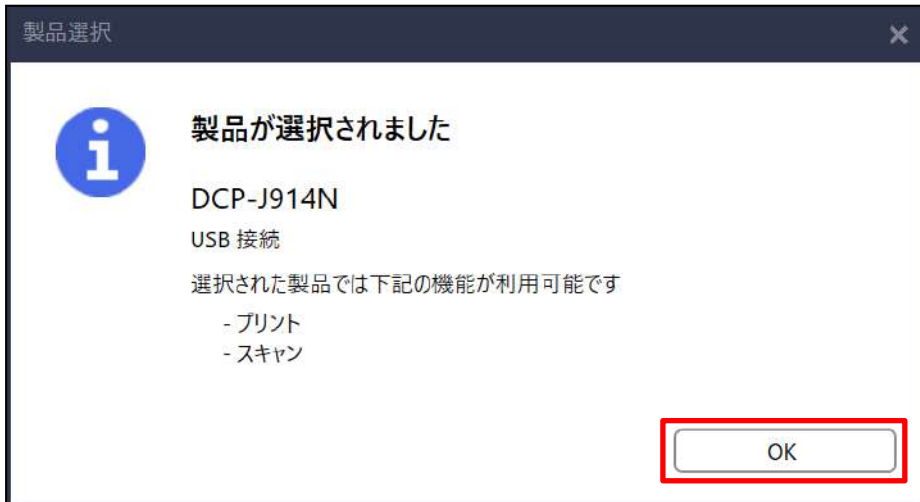 製品選択
製品が選択されました
DCP-J914N
USB 接続
選択された製品では下記の機能が利用可能です
- プリント
- スキャン
OK